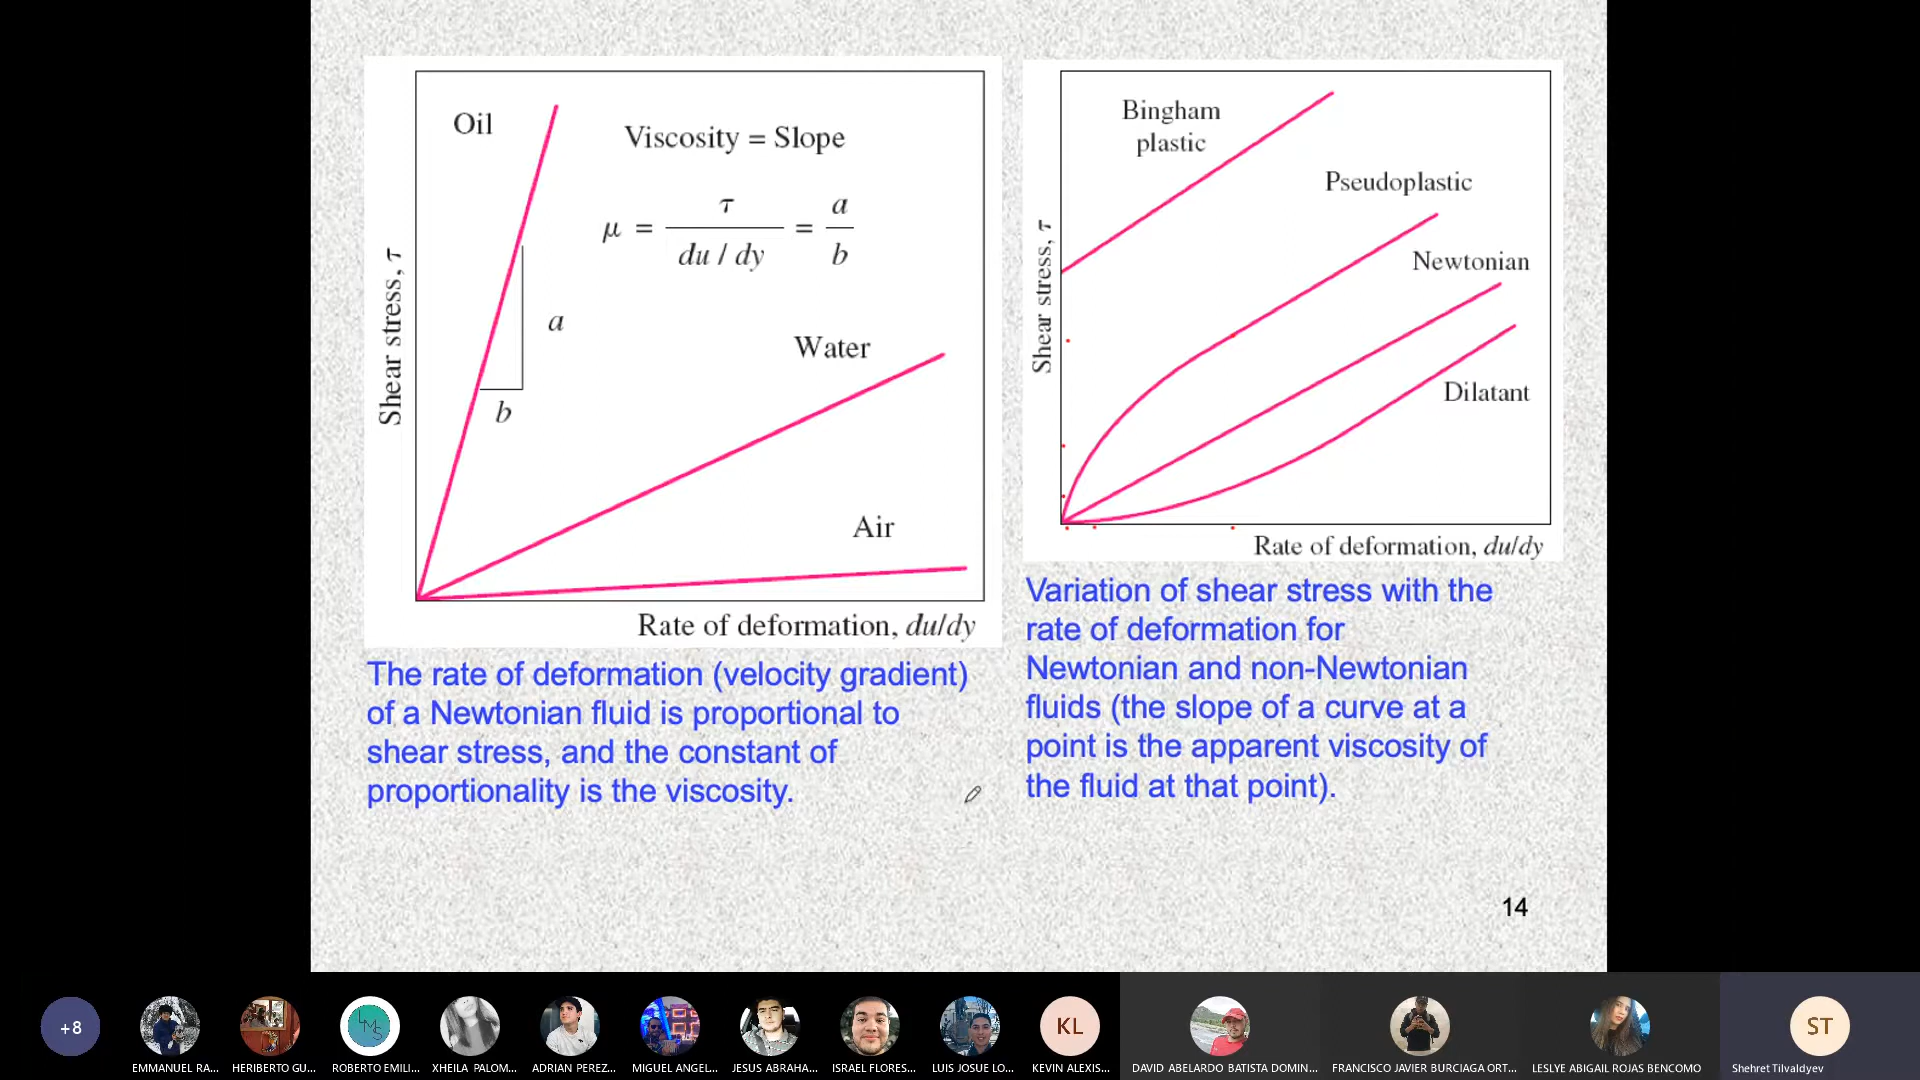 Oil
Viscosity = Slope
μ = τ / du / dy = a / b
a
b
Water
Air
Shear stress, τ
Rate of deformation, du/dy
The rate of deformation (velocity gradient)
of a Newtonian fluid is proportional to
shear stress, and the constant of
proportionality is the viscosity.
Bingham
plastic
Pseudoplastic
Newtonian
Dilatant
Shear stress, τ
Rate of deformation, du/dy
Variation of shear stress with the
rate of deformation for
Newtonian and non-Newtonian
fluids (the slope of a curve at a
point is the apparent viscosity of
the fluid at that point).
14
+8
LMS
KL
ST
EMMANUEL RA...
HERIBERTO GU...
ROBERTO EMILI...
XHEILA PALOM...
ADRIAN PEREZ...
MIGUEL ANGEL...
JESUS ABRAHA...
ISRAEL FLORES...
LUIS JOSUE LO...
KEVIN ALEXIS...
DAVID ABELARDO BATISTA DOMIN...
FRANCISCO JAVIER BURCIAGA ORT...
LESLYE ABIGAIL ROJAS BENCOMO
Shehret Tilvaldyev